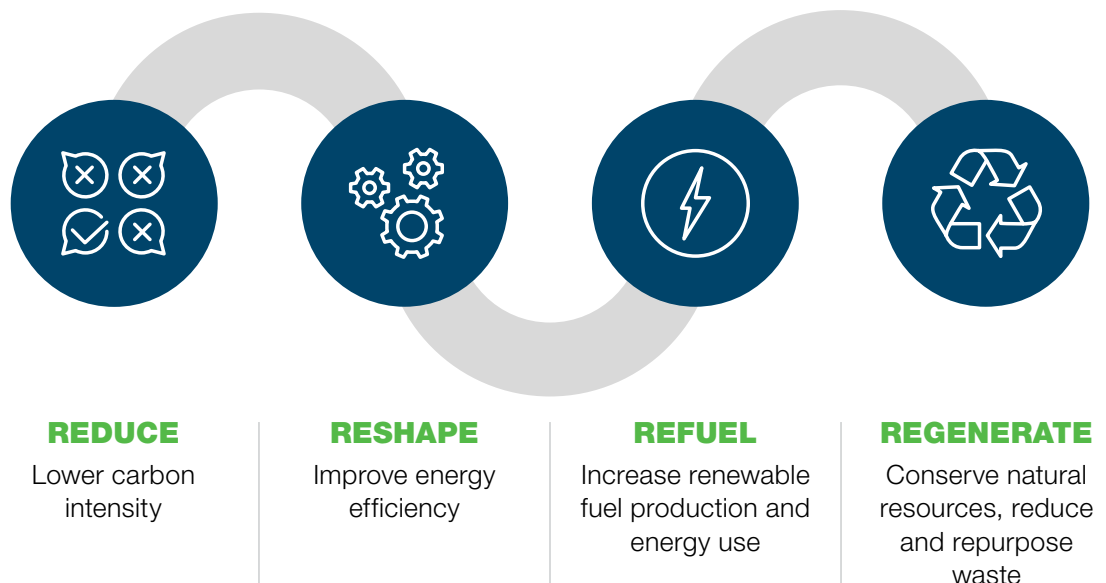 REDUCE
Lower carbon
intensity
RESHAPE
Improve energy
efficiency
REFUEL
Increase renewable
fuel production and
energy use
REGENERATE
Conserve natural
resources, reduce
and repurpose
waste